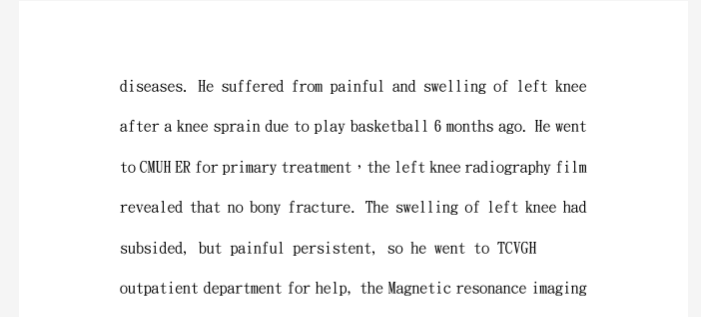 diseases. He suffered from painful and swelling of left knee
after a knee sprain due to play basketball 6 months ago. He went
to CMUH ER for primary treatment，the left knee radiography film
revealed that no bony fracture. The swelling of left knee had
subsided, but painful persistent, so he went to TCVGH
outpatient department for help, the Magnetic resonance imaging